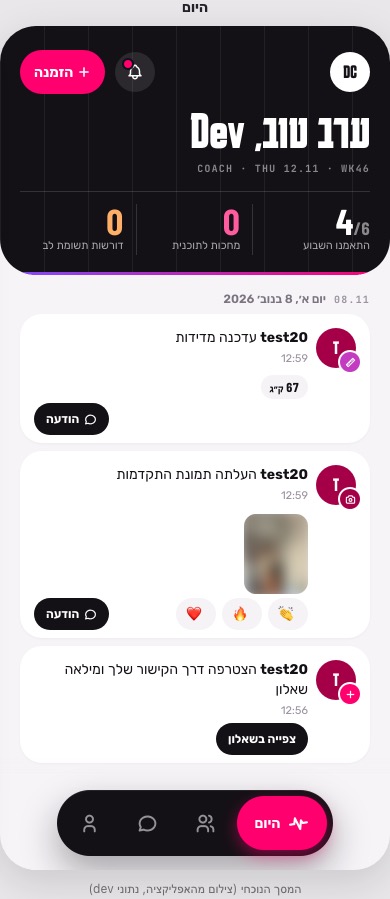 היום
DC
+ הזמנה
ערב טוב, Dev
COACH · THU 12.11 · WK46
4/6
התאמנו השבוע
0
מחכות לתוכנית
0
דורשות תשומת לב
08.11 יום א׳, 8 בנוב׳ 2026
test20 עדכנה מדידות
12:59
67 ק״ג
הודעה
test20 העלתה תמונת התקדמות
12:59
👏 🔥 ❤️
הודעה
test20 הצטרפה דרך הקישור שלך ומילאה
שאלון
12:56
צפייה בשאלון
היום
המסך הנוכחי (צילום מהאפליקציה, נתוני dev)